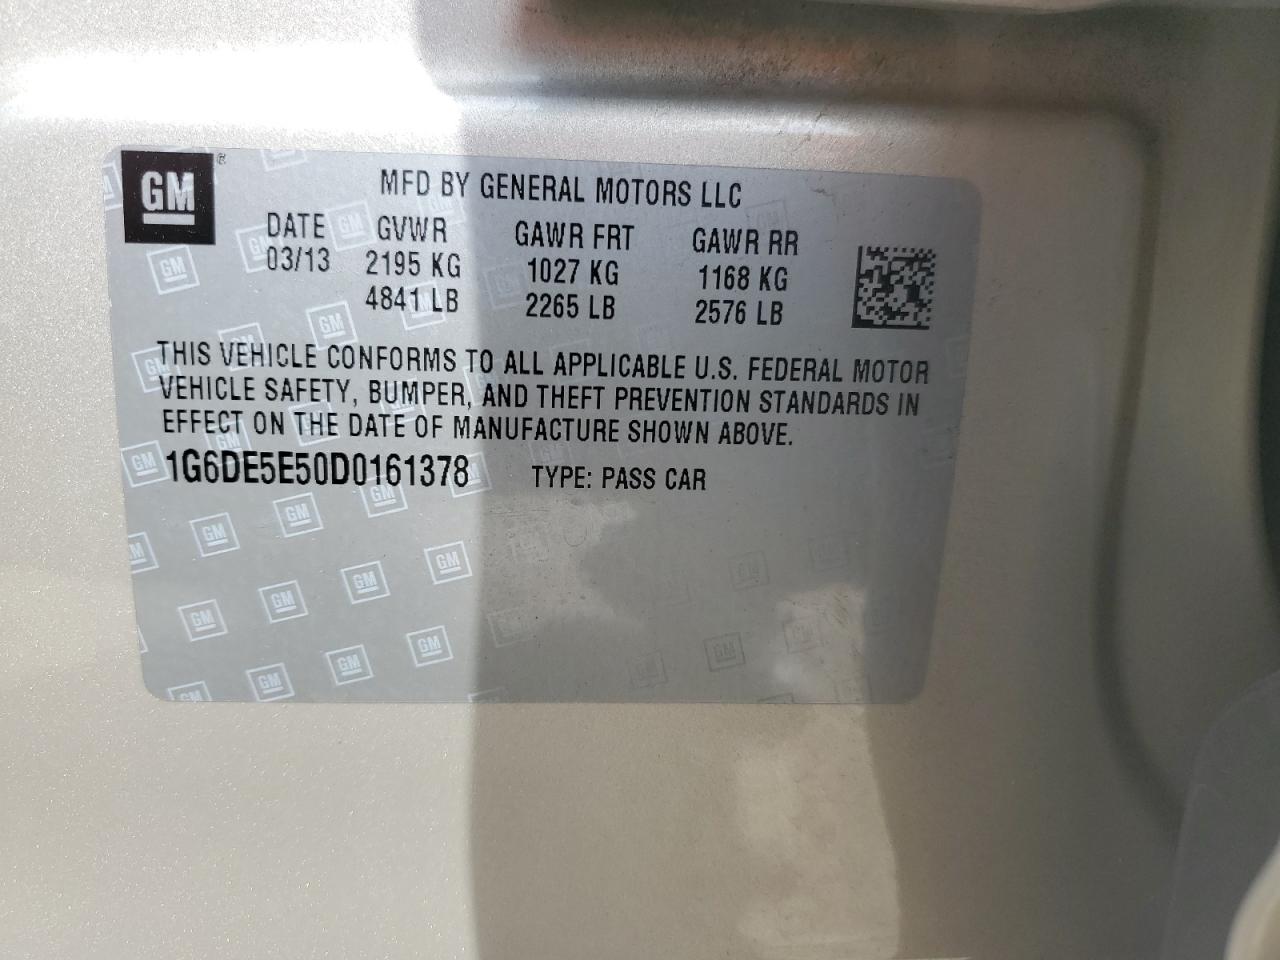 GM ®
MFD BY GENERAL MOTORS LLC
DATE GVWR GAWR FRT GAWR RR
03/13 2195 KG 1027 KG 1168 KG
4841 LB 2265 LB 2576 LB
THIS VEHICLE CONFORMS TO ALL APPLICABLE U.S. FEDERAL MOTOR
VEHICLE SAFETY, BUMPER, AND THEFT PREVENTION STANDARDS IN
EFFECT ON THE DATE OF MANUFACTURE SHOWN ABOVE.
1G6DE5E50D0161378 TYPE: PASS CAR